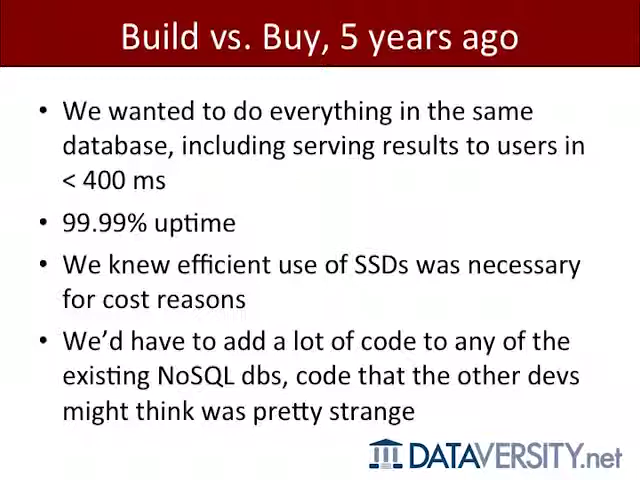 Build vs. Buy, 5 years ago
• We wanted to do everything in the same
database, including serving results to users in
< 400 ms
• 99.99% uptime
• We knew efficient use of SSDs was necessary
for cost reasons
• We’d have to add a lot of code to any of the
existing NoSQL dbs, code that the other devs
might think was pretty strange
DATAVERSITY.net